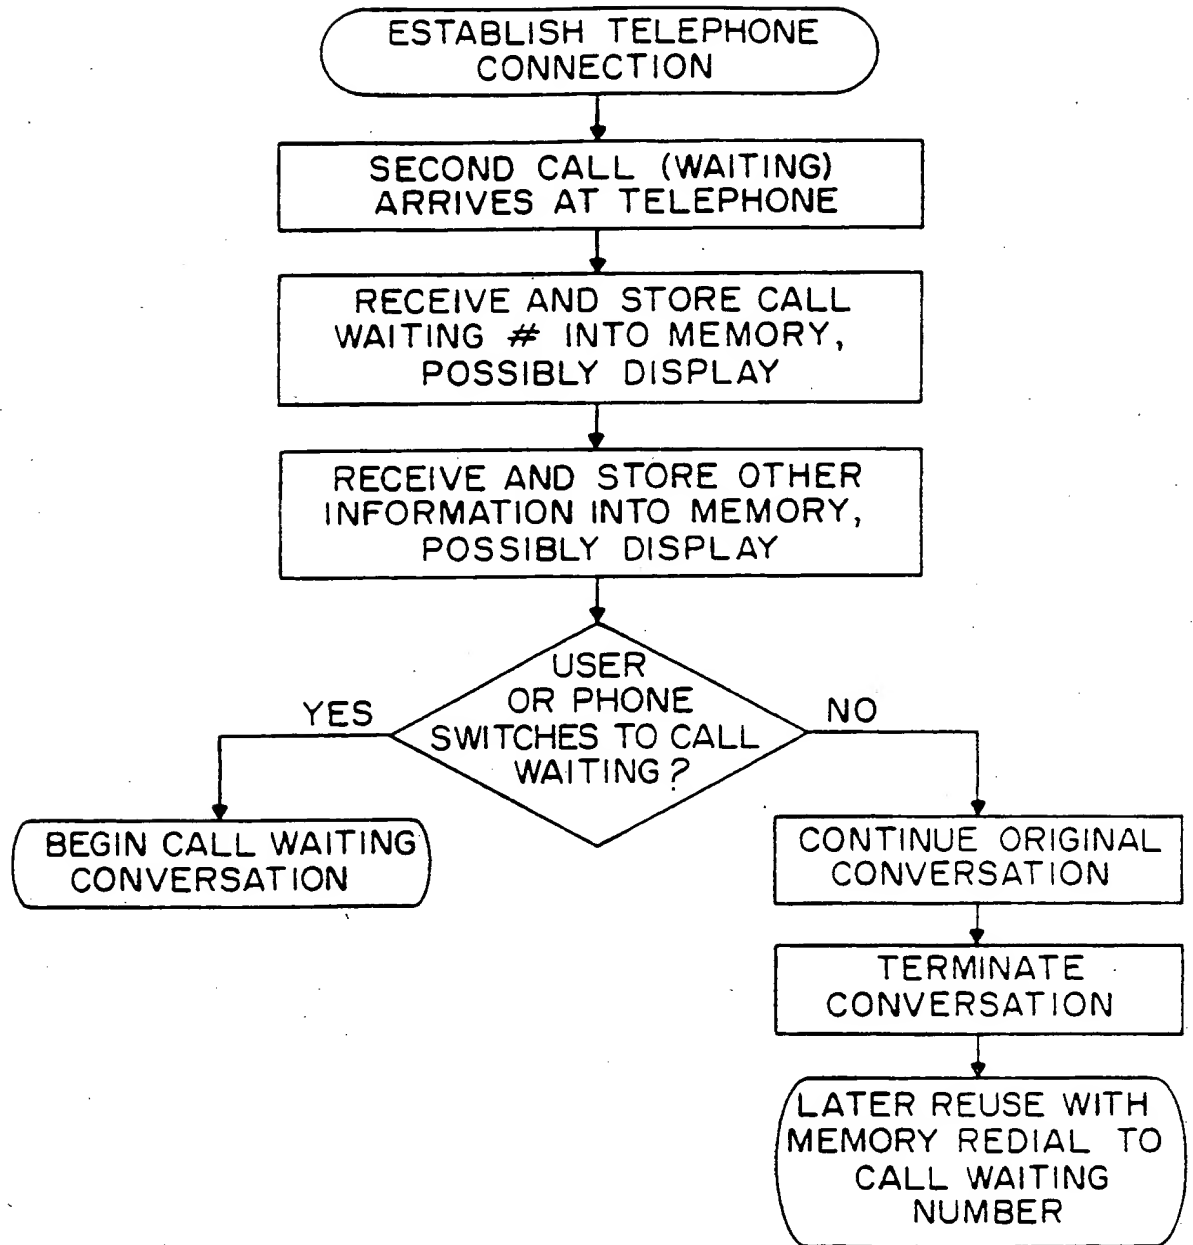 ESTABLISH TELEPHONE
CONNECTION
SECOND CALL (WAITING)
ARRIVES AT TELEPHONE
RECEIVE AND STORE CALL
WAITING # INTO MEMORY,
POSSIBLY DISPLAY
RECEIVE AND STORE OTHER
INFORMATION INTO MEMORY,
POSSIBLY DISPLAY
USER
OR PHONE
SWITCHES TO CALL
WAITING?
YES
NO
BEGIN CALL WAITING
CONVERSATION
CONTINUE ORIGINAL
CONVERSATION
TERMINATE
CONVERSATION
LATER REUSE WITH
MEMORY REDIAL TO
CALL WAITING
NUMBER